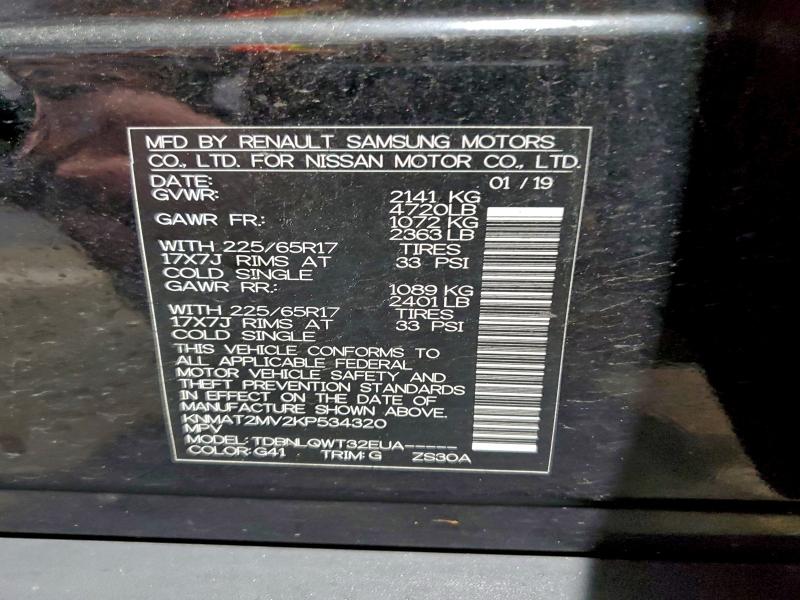 MFD BY RENAULT SAMSUNG MOTORS
CO., LTD. FOR NISSAN MOTOR CO., LTD.
DATE: 01 / 19
GVWR: 2141 KG
4720LB
GAWR FR.: 1072 KG
2363LB
WITH 225/65R17 TIRES
17X7J RIMS AT 33 PSI
COLD SINGLE
GAWR RR.: 1089 KG
2401LB
WITH 225/65R17 TIRES
17X7J RIMS AT 33 PSI
COLD SINGLE
THIS VEHICLE CONFORMS TO
ALL APPLICABLE FEDERAL
MOTOR VEHICLE SAFETY AND
THEFT PREVENTION STANDARDS
IN EFFECT ON THE DATE OF
MANUFACTURE SHOWN ABOVE.
KNMAT2MV2KP534320
MPV
MODEL: TDBNLQWT32EUA-----
COLOR: G41 TRIM: G ZS30A